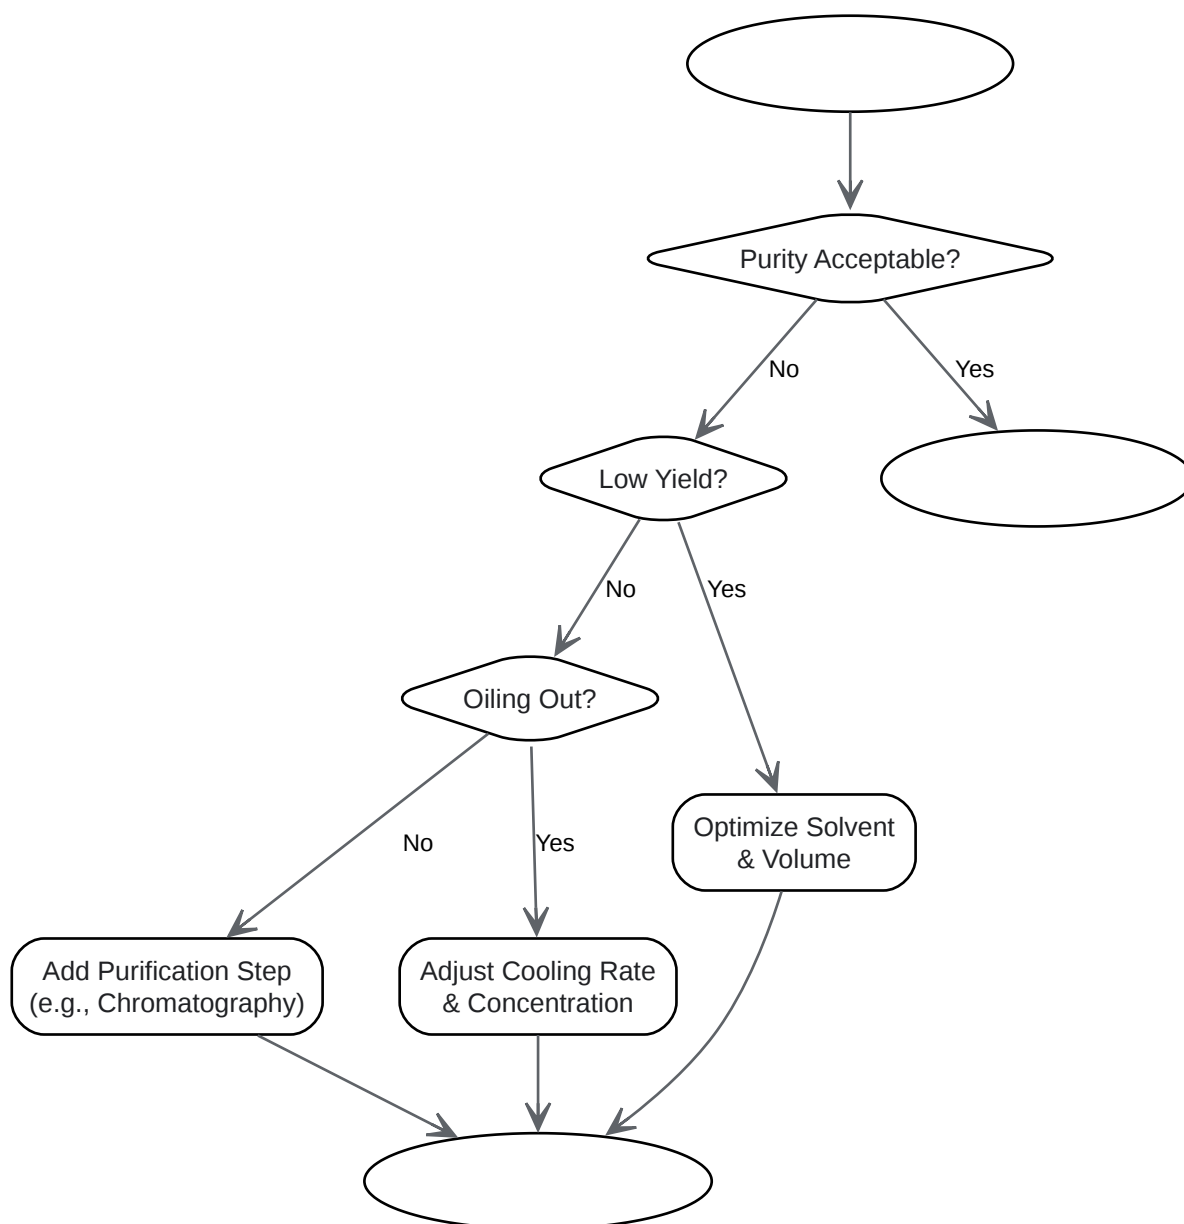 Purity Acceptable?
No
Yes
Low Yield?
No
Yes
Oiling Out?
No
Yes
Optimize Solvent
& Volume
Add Purification Step
(e.g., Chromatography)
Adjust Cooling Rate
& Concentration